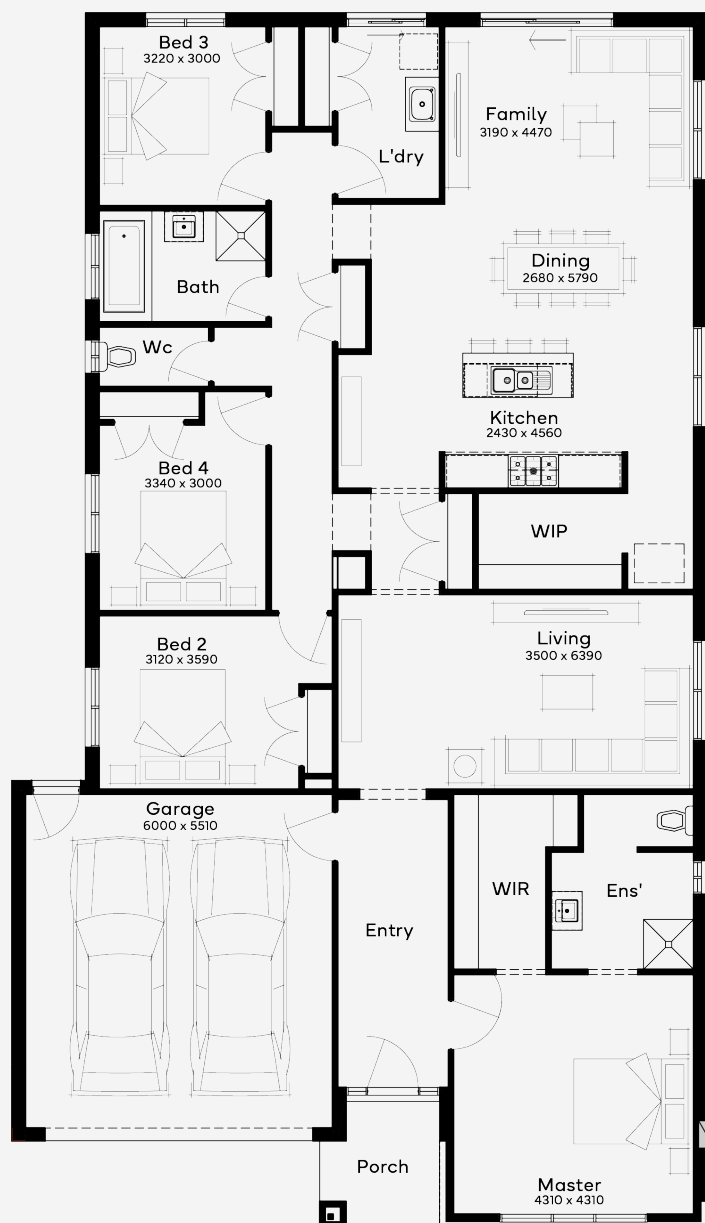 Bed 3
3220 x 3000
L'dry
Family
3190 x 4470
Bath
Dining
2680 x 5790
Wc
Kitchen
2430 x 4560
Bed 4
3340 x 3000
WIP
Bed 2
3120 x 3590
Living
3500 x 6390
Garage
6000 x 5510
WIR
Ens'
Entry
Porch
Master
4310 x 4310